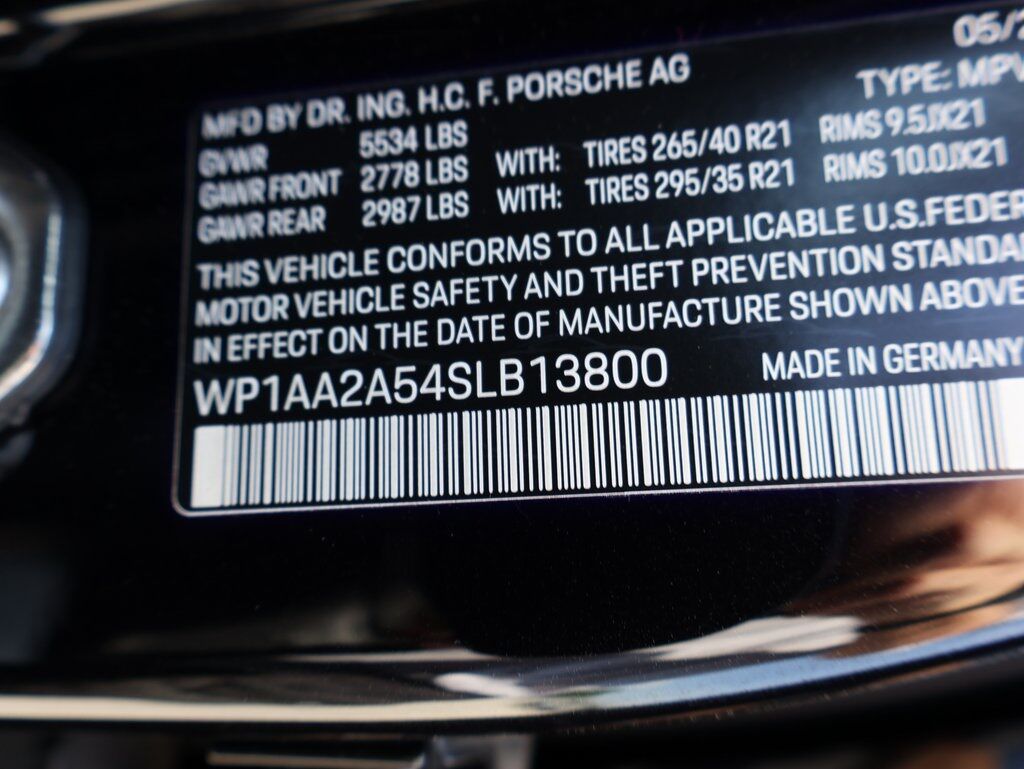 05/2
MFD BY DR. ING. H.C. F. PORSCHE AG
TYPE: MPV
GVWR 5534 LBS
GAWR FRONT 2778 LBS WITH: TIRES 265/40 R21 RIMS 9.5JX21
GAWR REAR 2987 LBS WITH: TIRES 295/35 R21 RIMS 10.0JX21
THIS VEHICLE CONFORMS TO ALL APPLICABLE U.S.FEDER
MOTOR VEHICLE SAFETY AND THEFT PREVENTION STANDA
IN EFFECT ON THE DATE OF MANUFACTURE SHOWN ABOVE
WP1AA2A54SLB13800 MADE IN GERMANY